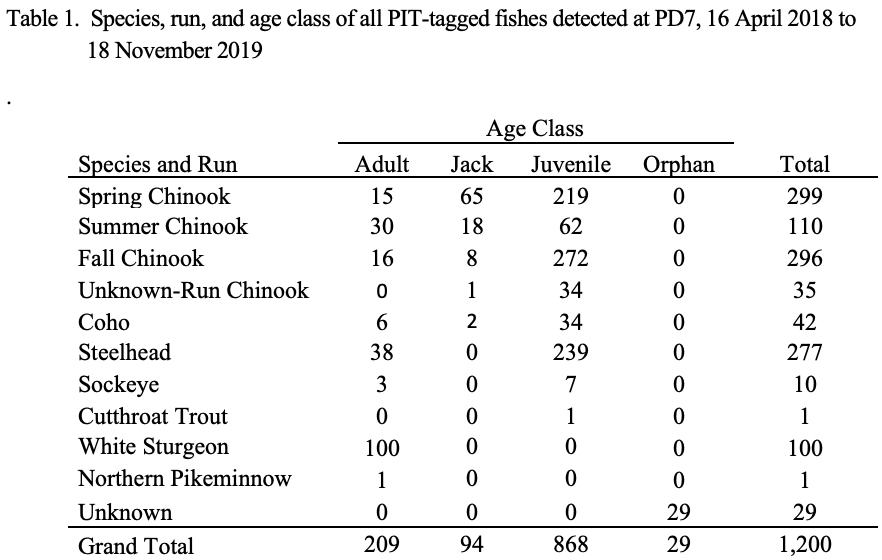 Table 1. Species, run, and age class of all PIT-tagged fishes detected at PD7, 16 April 2018 to
18 November 2019
.
Age Class
Species and Run Adult Jack Juvenile Orphan Total
Spring Chinook 15 65 219 0 299
Summer Chinook 30 18 62 0 110
Fall Chinook 16 8 272 0 296
Unknown-Run Chinook 0 1 34 0 35
Coho 6 2 34 0 42
Steelhead 38 0 239 0 277
Sockeye 3 0 7 0 10
Cutthroat Trout 0 0 1 0 1
White Sturgeon 100 0 0 0 100
Northern Pikeminnow 1 0 0 0 1
Unknown 0 0 0 29 29
Grand Total 209 94 868 29 1,200